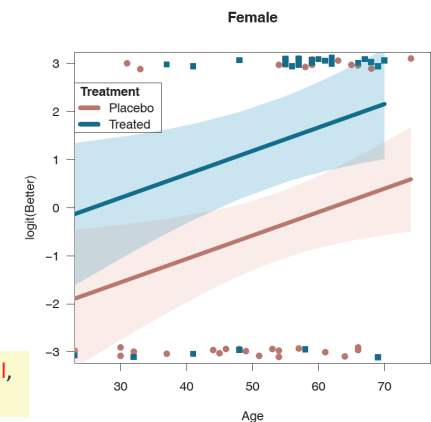 Female
Treatment
Placebo
Treated
logit(Better)
3
2
1
0
−1
−2
−3
30
40
50
60
70
Age
l,